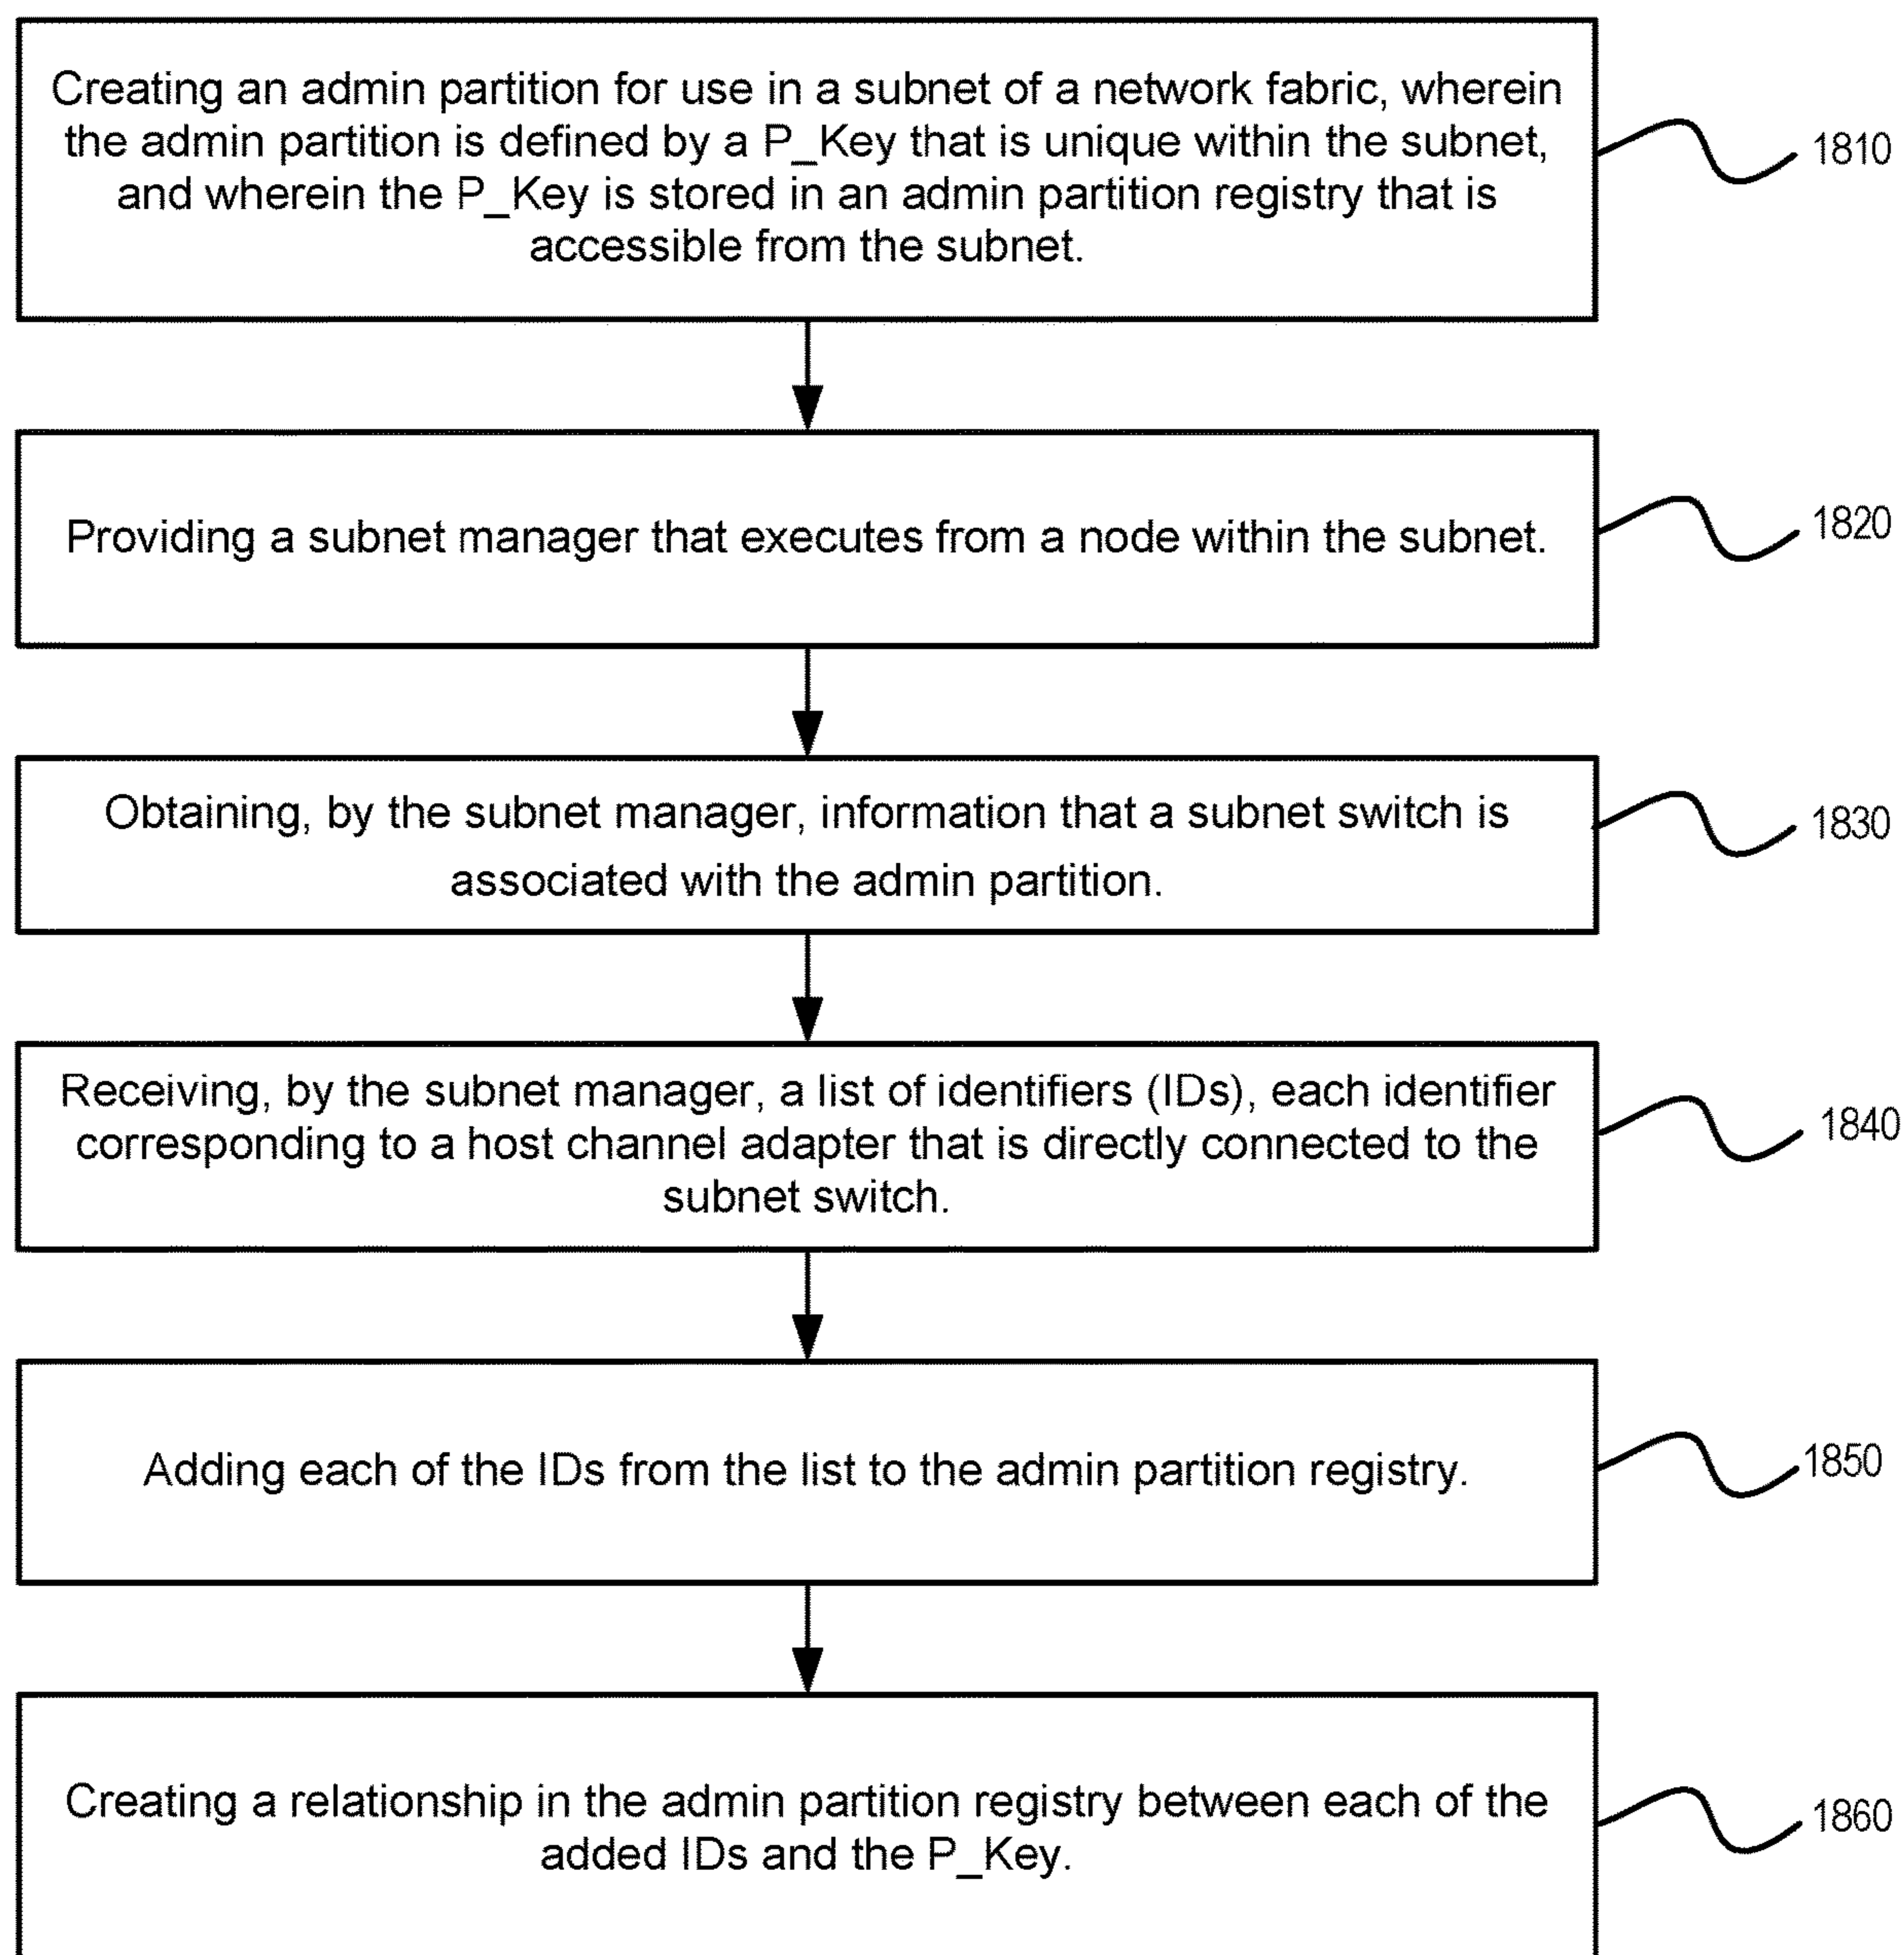 Creating an admin partition for use in a subnet of a network fabric, wherein
the admin partition is defined by a P_Key that is unique within the subnet,
and wherein the P_Key is stored in an admin partition registry that is
accessible from the subnet.
1810
Providing a subnet manager that executes from a node within the subnet.
1820
Obtaining, by the subnet manager, information that a subnet switch is
associated with the admin partition.
1830
Receiving, by the subnet manager, a list of identifiers (IDs), each identifier
corresponding to a host channel adapter that is directly connected to the
subnet switch.
1840
Adding each of the IDs from the list to the admin partition registry.
1850
Creating a relationship in the admin partition registry between each of the
added IDs and the P_Key.
1860